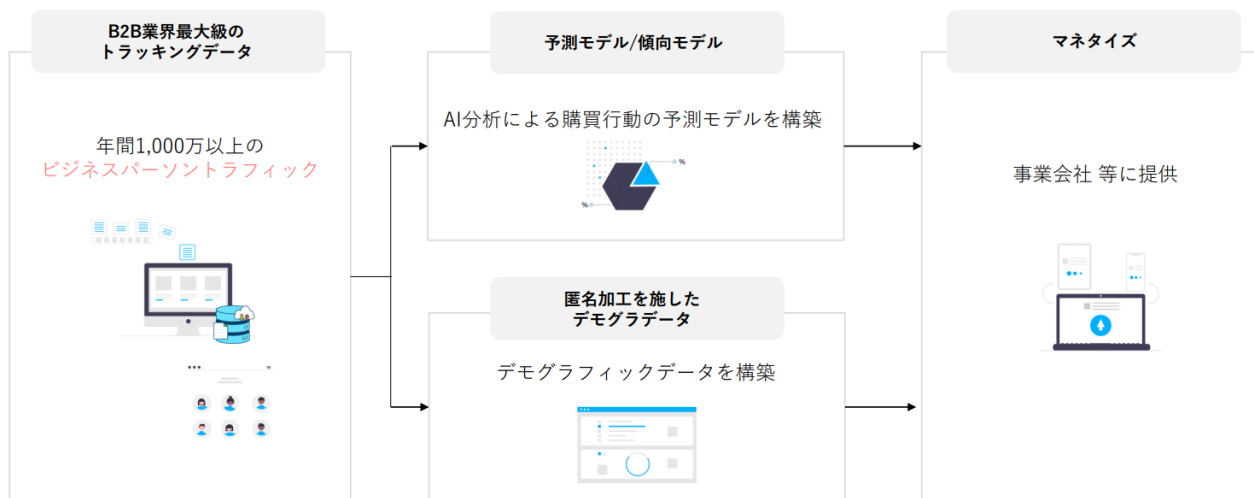 B2B業界最大級の
トラッキングデータ
年間1,000万以上の
ビジネスパーソントラフィック
予測モデル/傾向モデル
AI分析による購買行動の予測モデルを構築
%
%
匿名加工を施した
デモグラデータ
デモグラフィックデータを構築
マネタイズ
事業会社 等に提供